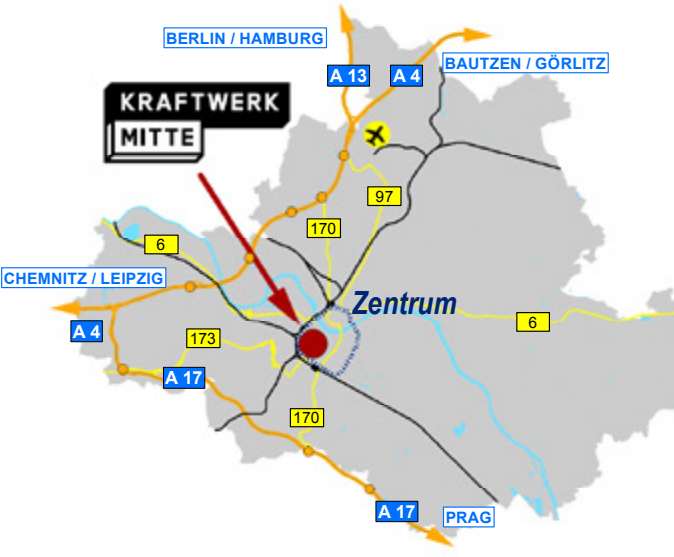 BERLIN / HAMBURG
A 13
A 4
BAUTZEN / GÖRLITZ
KRAFTWERK
MITTE
97
170
6
CHEMNITZ / LEIPZIG
Zentrum
A 4
173
6
A 17
170
A 17
PRAG